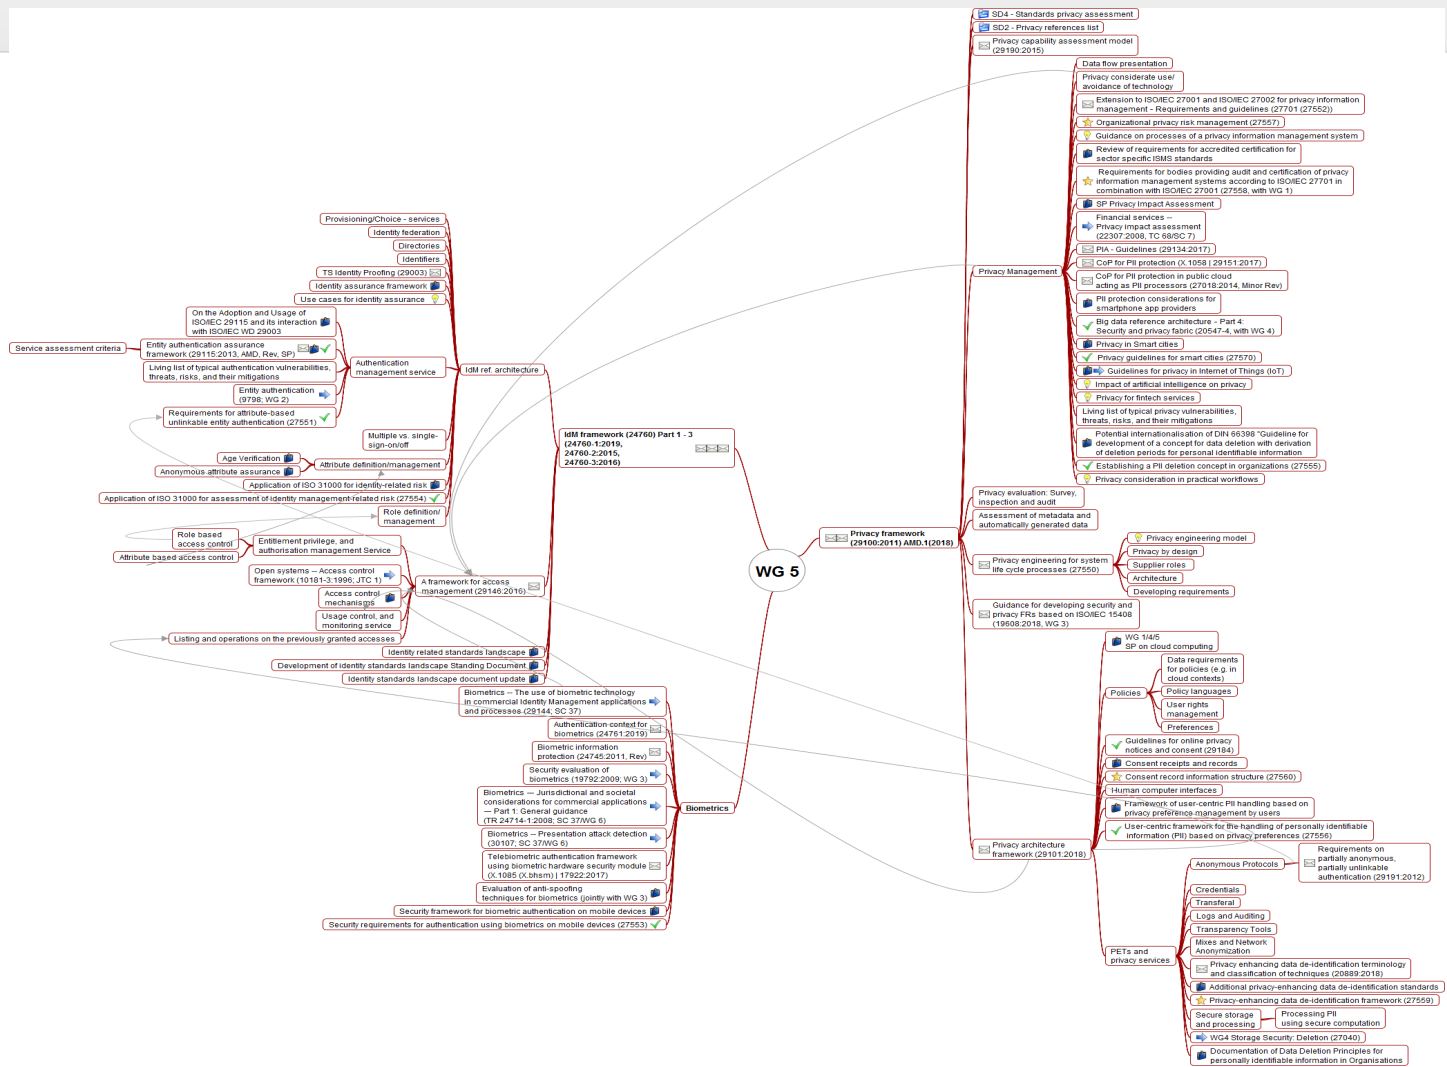 SD4 - Standards privacy assessment
SD2 - Privacy references list
Privacy capability assessment model
(29190:2015)
Data flow presentation
Privacy considerate use/
avoidance of technology
Extension to ISO/IEC 27001 and ISO/IEC 27002 for privacy information
management - Requirements and guidelines (27701 (27552))
Organizational privacy risk management (27557)
Guidance on processes of a privacy information management system
Review of requirements for accredited certification for
sector specific ISMS standards
Requirements for bodies providing audit and certification of privacy
information management systems according to ISO/IEC 27701 in
combination with ISO/IEC 27001 (27558, with WG 1)
SP Privacy Impact Assessment
Financial services --
Privacy impact assessment
(22307:2008, TC 68/SC 7)
PIA - Guidelines (29134:2017)
CoP for PII protection (X.1058 | 29151:2017)
CoP for PII protection in public cloud
acting as PII processors (27018:2014, Minor Rev)
PII protection considerations for
smartphone app providers
Big data reference architecture - Part 4:
Security and privacy fabric (20547-4, with WG 4)
Privacy in Smart cities
Privacy guidelines for smart cities (27570)
Guidelines for privacy in Internet of Things (IoT)
Impact of artificial intelligence on privacy
Privacy for fintech services
Living list of typical privacy vulnerabilities,
threats, risks, and their mitigations
Potential internationalisation of DIN 66398 "Guideline for
development of a concept for data deletion with derivation
of deletion periods for personal identifiable information
Establishing a PII deletion concept in organizations (27555)
Privacy consideration in practical workflows
Privacy Management
Privacy evaluation: Survey,
inspection and audit
Assessment of metadata and
automatically generated data
Privacy framework
(29100:2011) AMD.1(2018)
Privacy engineering for system
life cycle processes (27550)
Privacy engineering model
Privacy by design
Supplier roles
Architecture
Developing requirements
Guidance for developing security and
privacy FRs based on ISO/IEC 15408
(19608:2018, WG 3)
WG 1/4/5
SP on cloud computing
Policies
Data requirements
for policies (e.g. in
cloud contexts)
Policy languages
User rights
management
Preferences
Guidelines for online privacy
notices and consent (29184)
Consent receipts and records
Consent record information structure (27560)
Human computer interfaces
Framework of user-centric PII handling based on
privacy preference management by users
User-centric framework for the handling of personally identifiable
information (PII) based on privacy preferences (27556)
Privacy architecture
framework (29101:2018)
Anonymous Protocols
Requirements on
partially anonymous,
partially unlinkable
authentication (29191:2012)
Credentials
Transferal
Logs and Auditing
Transparency Tools
Mixes and Network
Anonymization
PETs and
privacy services
Privacy enhancing data de-identification terminology
and classification of techniques (20889:2018)
Additional privacy-enhancing data de-identification standards
Privacy-enhancing data de-identification framework (27559)
Secure storage
and processing
Processing PII
using secure computation
WG4 Storage Security: Deletion (27040)
Documentation of Data Deletion Principles for
personally identifiable information in Organisations
WG 5
IdM framework (24760) Part 1 - 3
(24760-1:2019,
24760-2:2015,
24760-3:2016)
IdM ref. architecture
Provisioning/Choice - services
Identity federation
Directories
Identifiers
TS Identity Proofing (29003)
Identity assurance framework
Use cases for identity assurance
On the Adoption and Usage of
ISO/IEC 29115 and its interaction
with ISO/IEC WD 29003
Service assessment criteria
Entity authentication assurance
framework (29115:2013, AMD, Rev, SP)
Living list of typical authentication vulnerabilities,
threats, risks, and their mitigations
Authentication
management service
Entity authentication
(9798; WG 2)
Requirements for attribute-based
unlinkable entity authentication (27551)
Multiple vs. single-
sign-on/off
Age Verification
Anonymous attribute assurance
Attribute definition/management
Application of ISO 31000 for identity-related risk
Application of ISO 31000 for assessment of identity management-related risk (27554)
Role definition/
management
Role based
access control
Attribute based access control
Entitlement privilege, and
authorisation management Service
Open systems -- Access control
framework (10181-3:1996; JTC 1)
Access control
mechanisms
Usage control, and
monitoring service
Listing and operations on the previously granted accesses
A framework for access
management (29146:2016)
Identity related standards landscape
Development of identity standards landscape Standing Document
Identity standards landscape document update
Biometrics -- The use of biometric technology
in commercial Identity Management applications
and processes (29144; SC 37)
Authentication context for
biometrics (24761:2019)
Biometric information
protection (24745:2011, Rev)
Security evaluation of
biometrics (19792:2009; WG 3)
Biometrics — Jurisdictional and societal
considerations for commercial applications
— Part 1: General guidance
(TR 24714-1:2008; SC 37/WG 6)
Biometrics
Biometrics -- Presentation attack detection
(30107; SC 37/WG 6)
Telebiometric authentication framework
using biometric hardware security module
(X.1085 (X.bhsm) | 17922:2017)
Evaluation of anti-spoofing
techniques for biometrics (jointly with WG 3)
Security framework for biometric authentication on mobile devices
Security requirements for authentication using biometrics on mobile devices (27553)